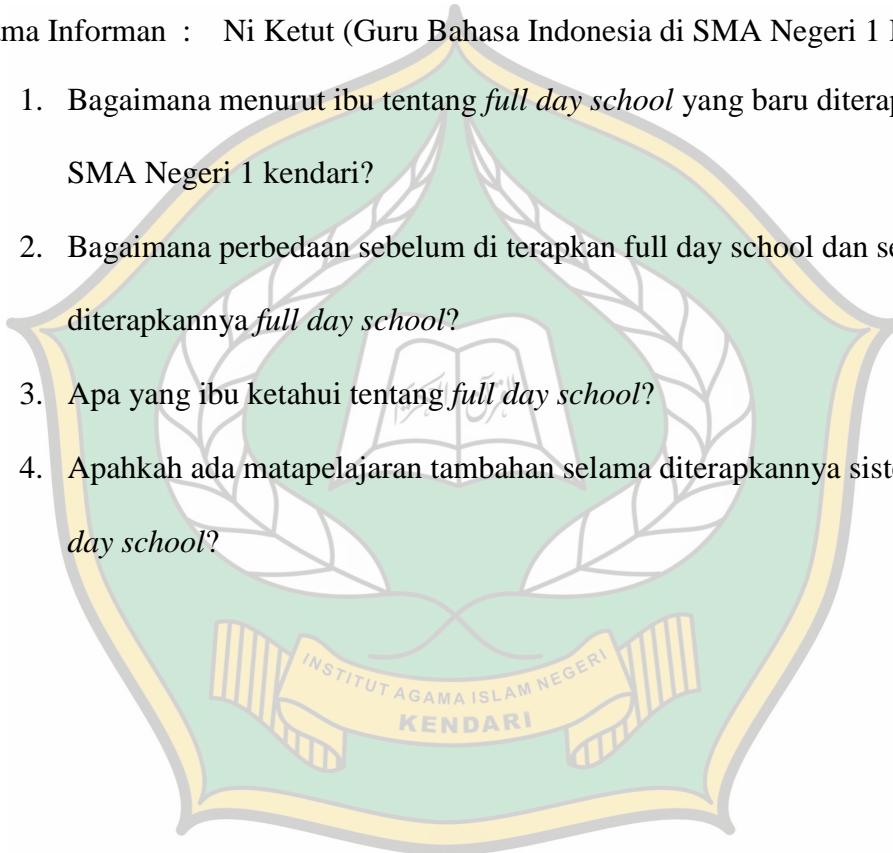 ma Informan : Ni Ketut (Guru Bahasa Indonesia di SMA Negeri 1
1. Bagaimana menurut ibu tentang full day school yang baru
SMA Negeri 1 kendari?
2. Bagaimana perbedaan sebelum di terapkan full day school dan
diterapkannya full day school?
3. Apa yang ibu ketahui tentang full day school?
4. Apahkah ada matapelajaran tambahan selama diterapkannya
day school?
INSTITUT AGAMA ISLAM NEGERI
KENDARI